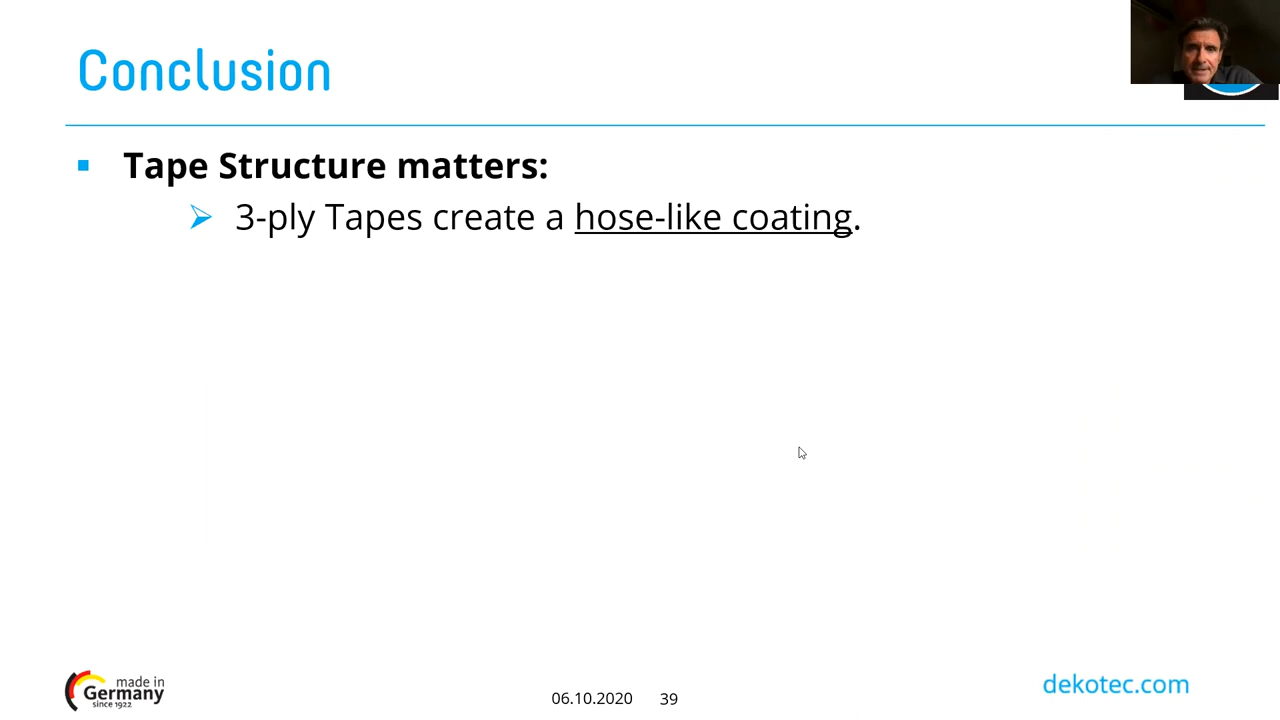 Conclusion
Tape Structure matters:
3-ply Tapes create a hose-like coating.
made in
Germany
since 1922
06.10.2020 39
dekotec.com